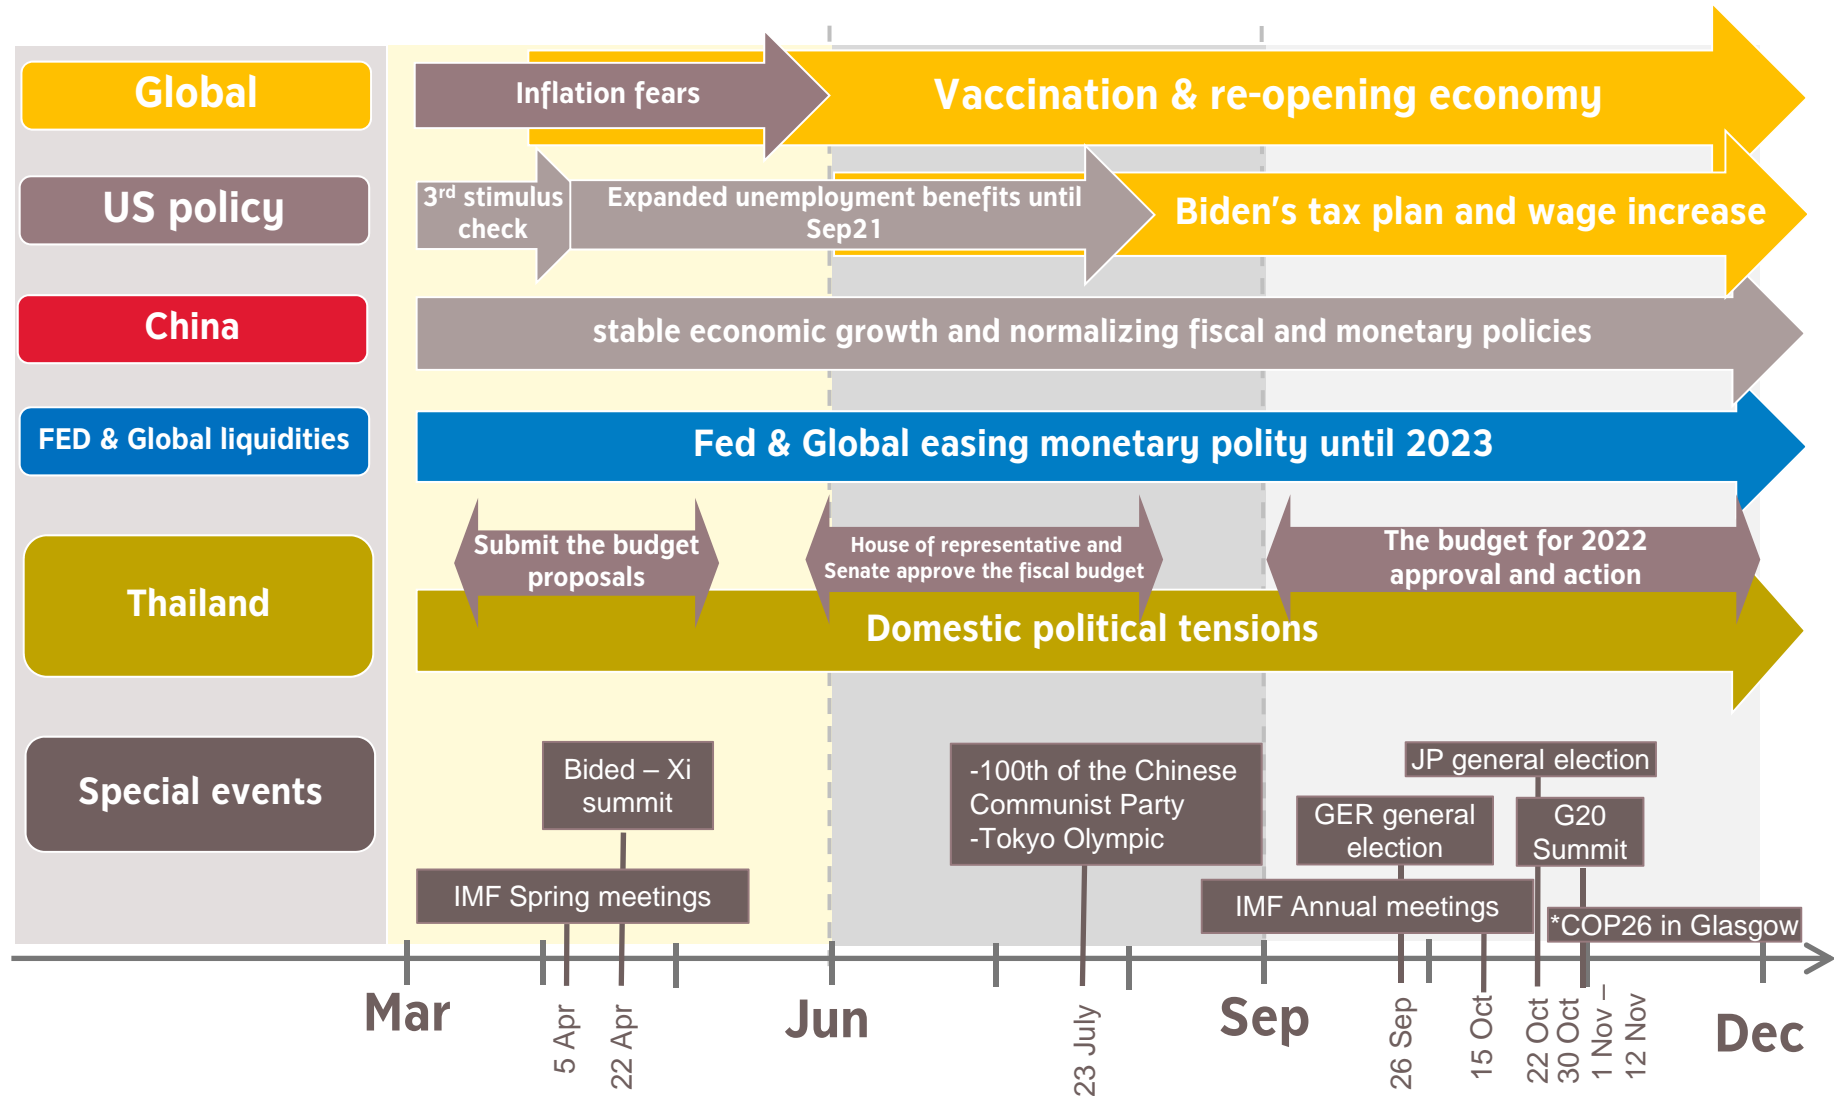 Global
Inflation fears
Vaccination & re-opening economy
US policy
3rd stimulus
check
Expanded unemployment benefits until
Sep21
Biden's tax plan and wage increase
China
stable economic growth and normalizing fiscal and monetary policies
FED & Global liquidities
Fed & Global easing monetary polity until 2023
Thailand
Submit the budget
proposals
House of representative and
Senate approve the fiscal budget
The budget for 2022
approval and action
Domestic political tensions
Special events
Bided – Xi
summit
IMF Spring meetings
-100th of the Chinese
Communist Party
-Tokyo Olympic
JP general election
GER general
election
G20
Summit
IMF Annual meetings
*COP26 in Glasgow
Mar
5 Apr
22 Apr
Jun
23 July
Sep
26 Sep
15 Oct
22 Oct
30 Oct
1 Nov –
12 Nov
Dec